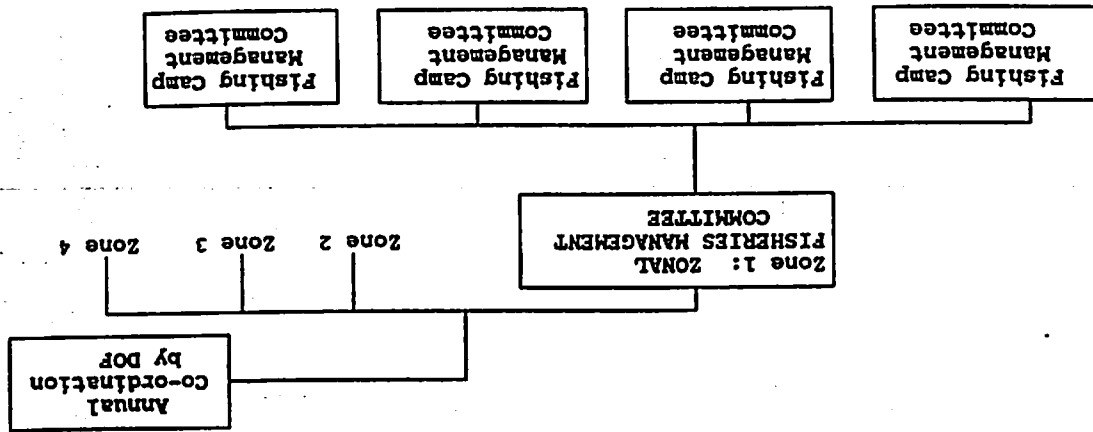 Annual
Co-ordination
by DOF
Zone 1: ZONAL
FISHERIES MANAGEMENT
COMMITTEE
Zone 2
Zone 3
Zone 4
Fishing Camp
Management
Committee
Fishing Camp
Management
Committee
Fishing Camp
Management
Committee
Fishing Camp
Management
Committee